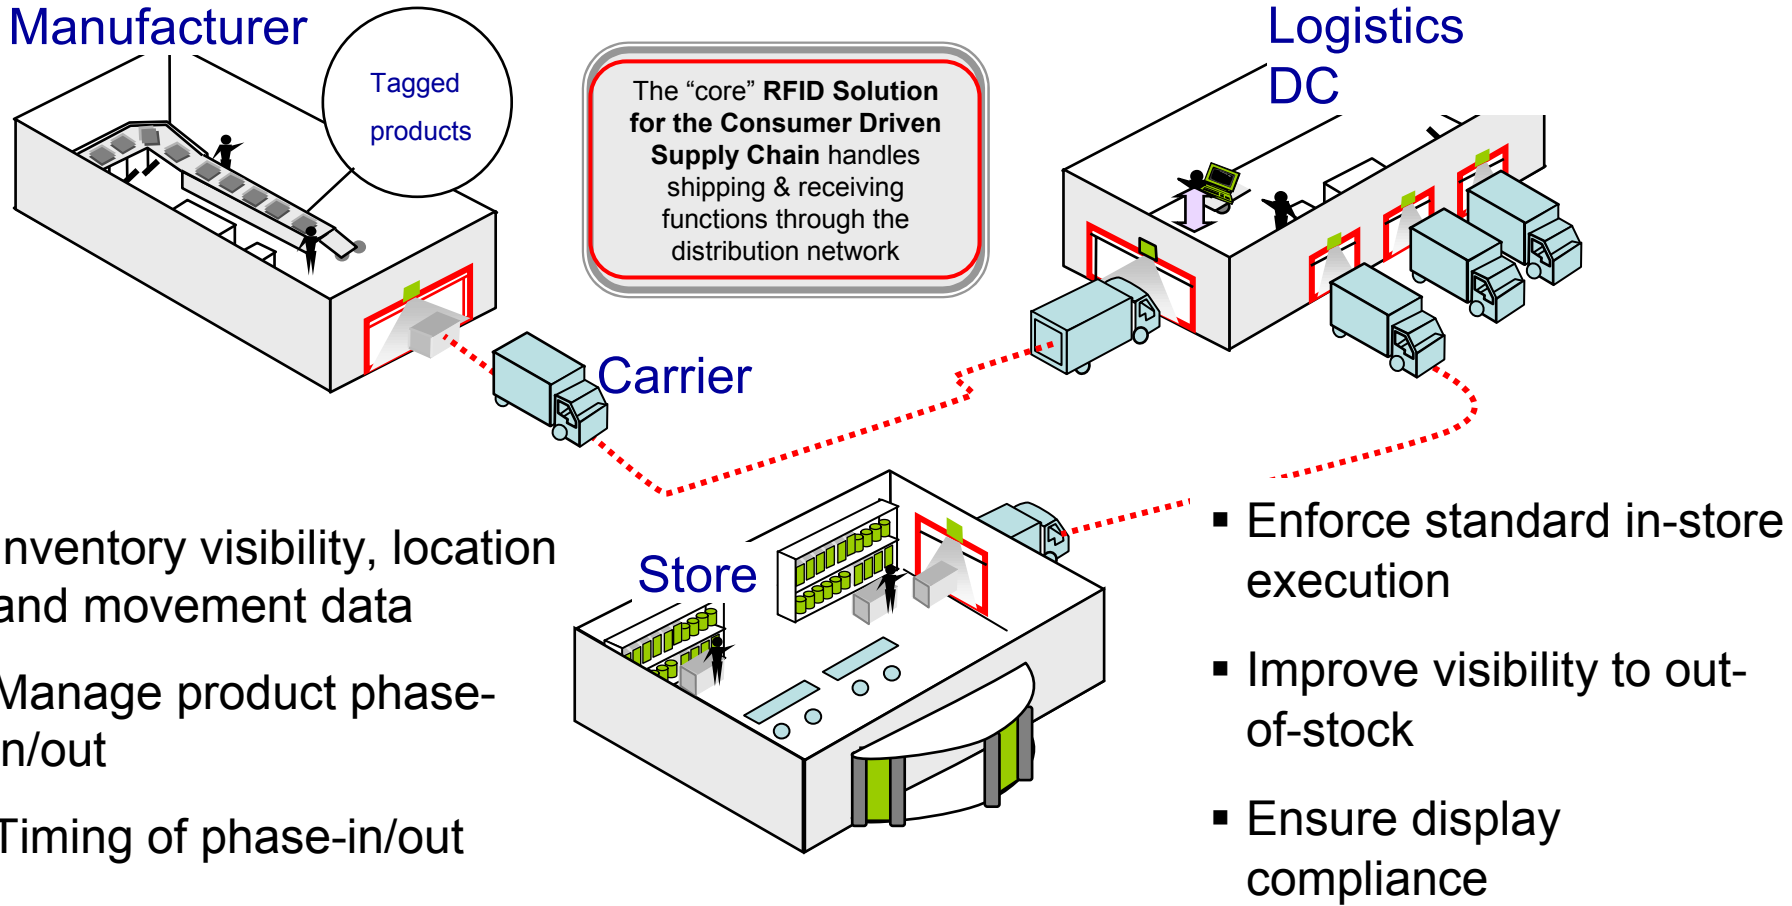 Manufacturer
Tagged
products
The “core” RFID Solution
for the Consumer Driven
Supply Chain handles
shipping & receiving
functions through the
distribution network
Logistics
DC
Carrier
Store
nventory visibility, location
and movement data
Manage product phase-
n/out
Timing of phase-in/out
▪ Enforce standard in-store
execution
▪ Improve visibility to out-
of-stock
▪ Ensure display
compliance